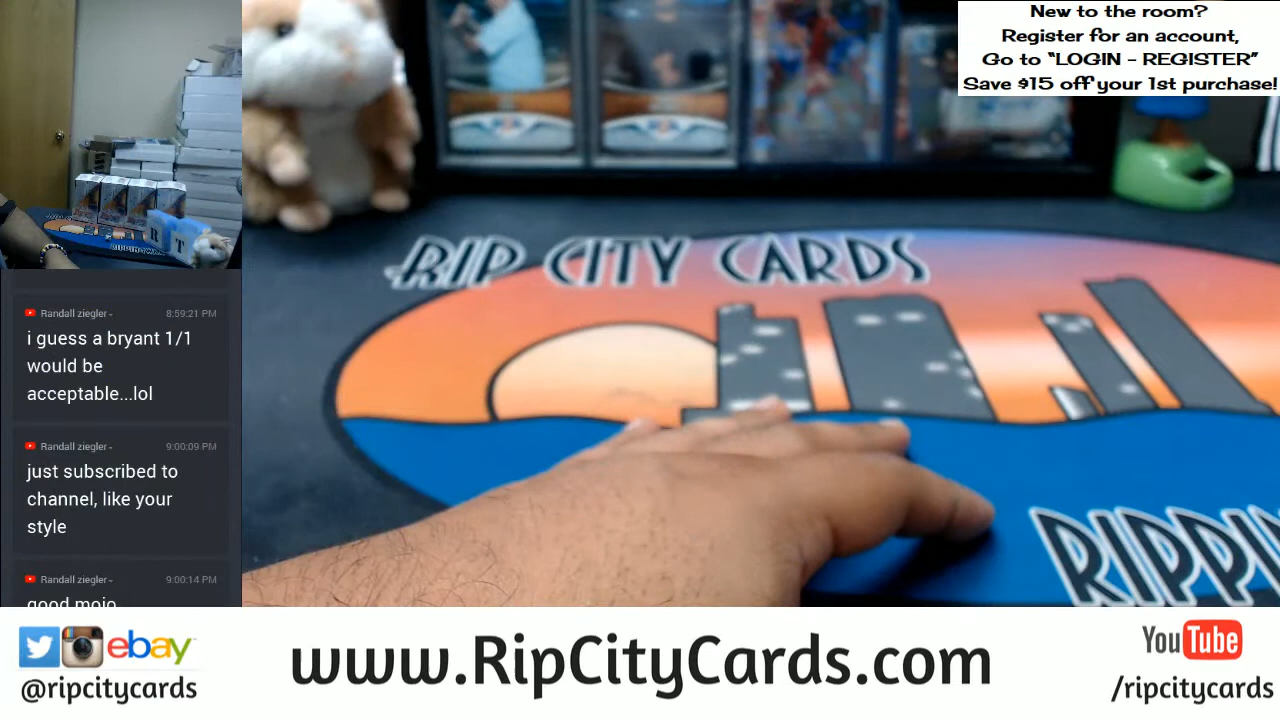 New to the room?
Register for an account,
Go to “LOGIN - REGISTER”
Save $15 off your 1st purchase!
RIP CITY CARDS
Randall ziegler
8:59:21 PM
i guess a bryant 1/1
would be
acceptable...lol
Randall ziegler
9:00:09 PM
just subscribed to
channel, like your
style
Randall ziegler
9:00:14 PM
good mojo
ebay
@ripcitycards
www.RipCityCards.com
YouTube
/ripcitycards